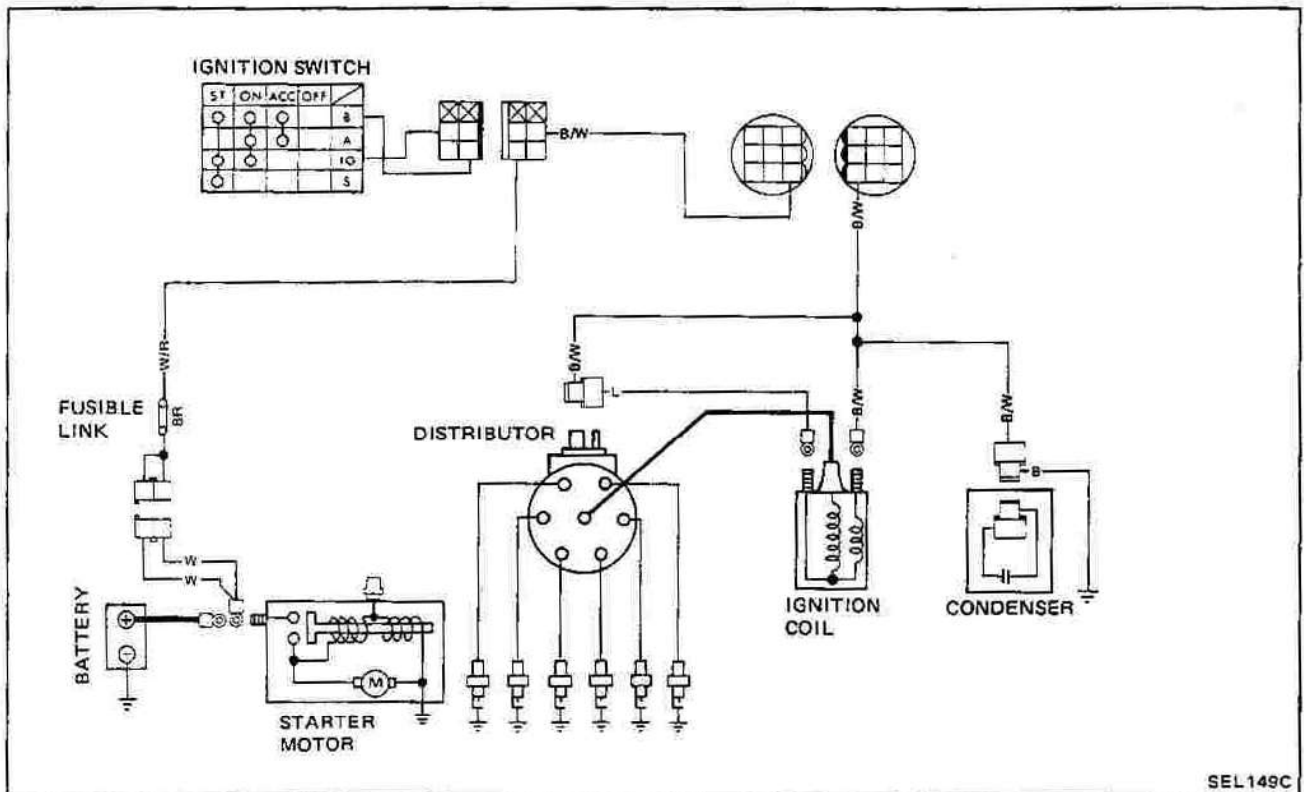 IGNITION SWITCH
ST ON ACC OFF
B
A
IG
S
B/W
B/W
W/R
BR
FUSIBLE
LINK
B/W
L
B/W
B/W
DISTRIBUTOR
B
W
W
BATTERY
+
-
M
STARTER
MOTOR
IGNITION
COIL
CONDENSER
SEL149C